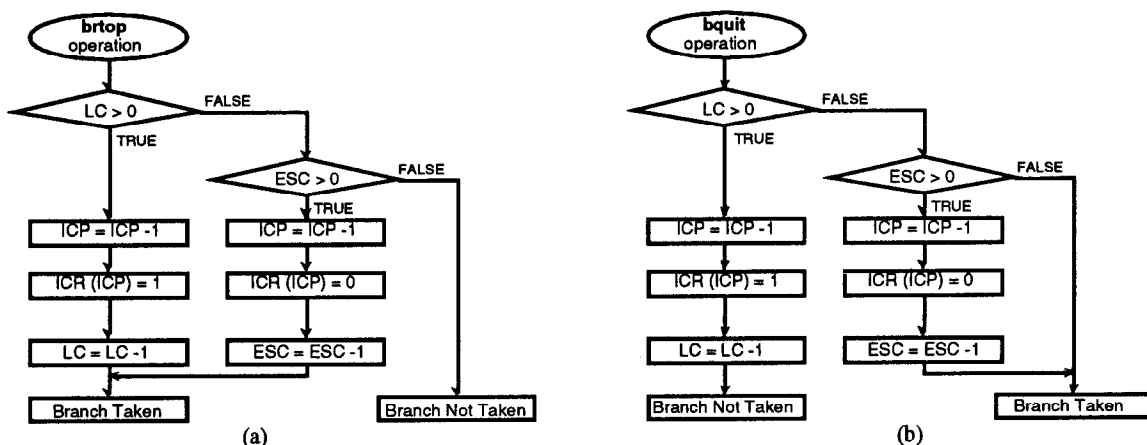 brtop
operation
LC > 0
FALSE
TRUE
ESC > 0
FALSE
TRUE
ICP = ICP -1
ICP = ICP -1
ICR (ICP) = 1
ICR (ICP) = 0
LC = LC -1
ESC = ESC -1
Branch Taken
Branch Not Taken
(a)
bquit
operation
LC > 0
FALSE
TRUE
ESC > 0
FALSE
TRUE
ICP = ICP -1
ICP = ICP -1
ICR (ICP) = 1
ICR (ICP) = 0
LC = LC -1
ESC = ESC -1
Branch Not Taken
Branch Taken
(b)